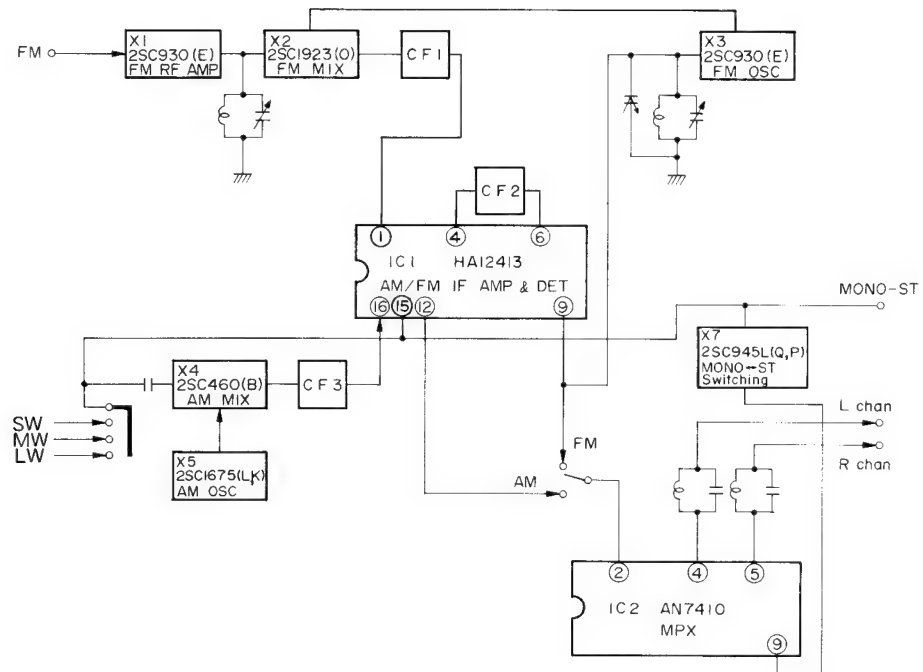 FM
X1
2SC930(E)
FM RF AMP
X2
2SC1923(O)
FM MIX
CF1
X3
2SC930(E)
FM OSC
CF2
1
4
6
IC1 HA12413
AM/FM IF AMP & DET
16
15
12
9
MONO-ST
X7
2SC945L(Q,P)
MONO↔ST
Switching
X4
2SC460(B)
AM MIX
CF3
SW
MW
LW
X5
2SC1675(L,K)
AM OSC
FM
AM
L chan
R chan
2
4
5
IC2 AN7410
MPX
9